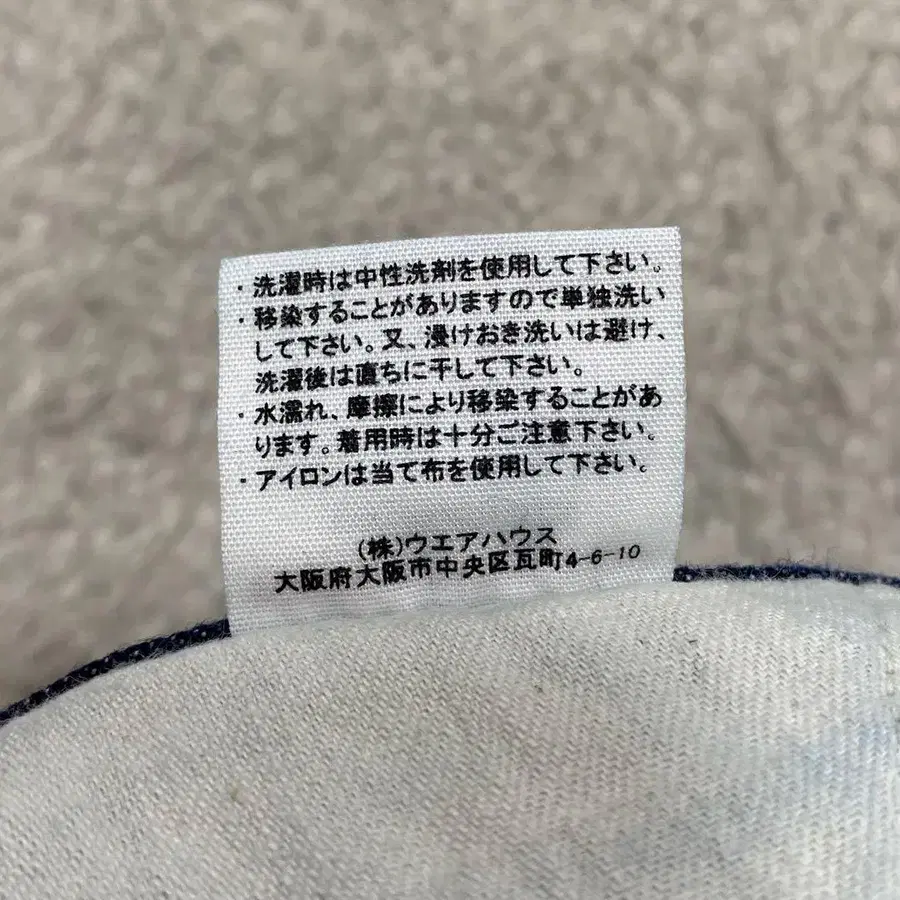 ・洗濯時は中性洗剤を使用して下さい。
・移染することがありますので単独洗い
して下さい。又、浸けおき洗いは避け、
洗濯後は直ちに干して下さい。
・水濡れ、摩擦により移染することがあ
ります。着用時は十分ご注意下さい。
・アイロンは当て布を使用して下さい。
(株)ウエアハウス
大阪府大阪市中央区瓦町4-6-10